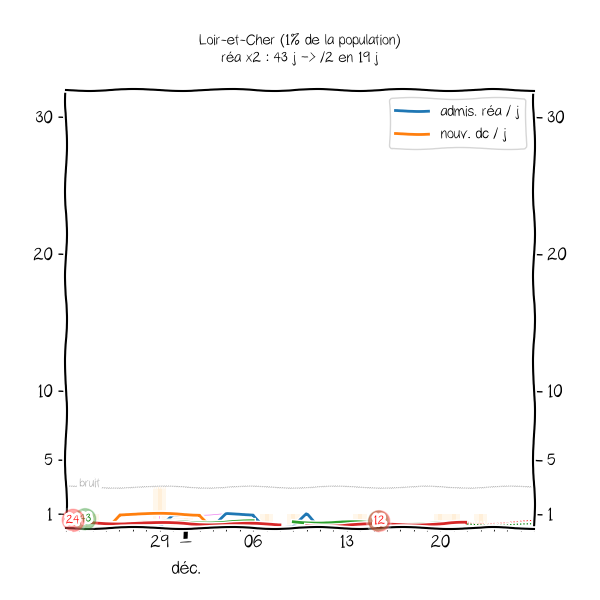 Loir-et-Cher (1% de la population)
réa x2 : 43 j -> /2 en 19 j
admis. réa / j
nouv. dc / j
30
30
20
20
10
10
5
5
bruit
1
24
3
12
1
29
06
13
20
déc.